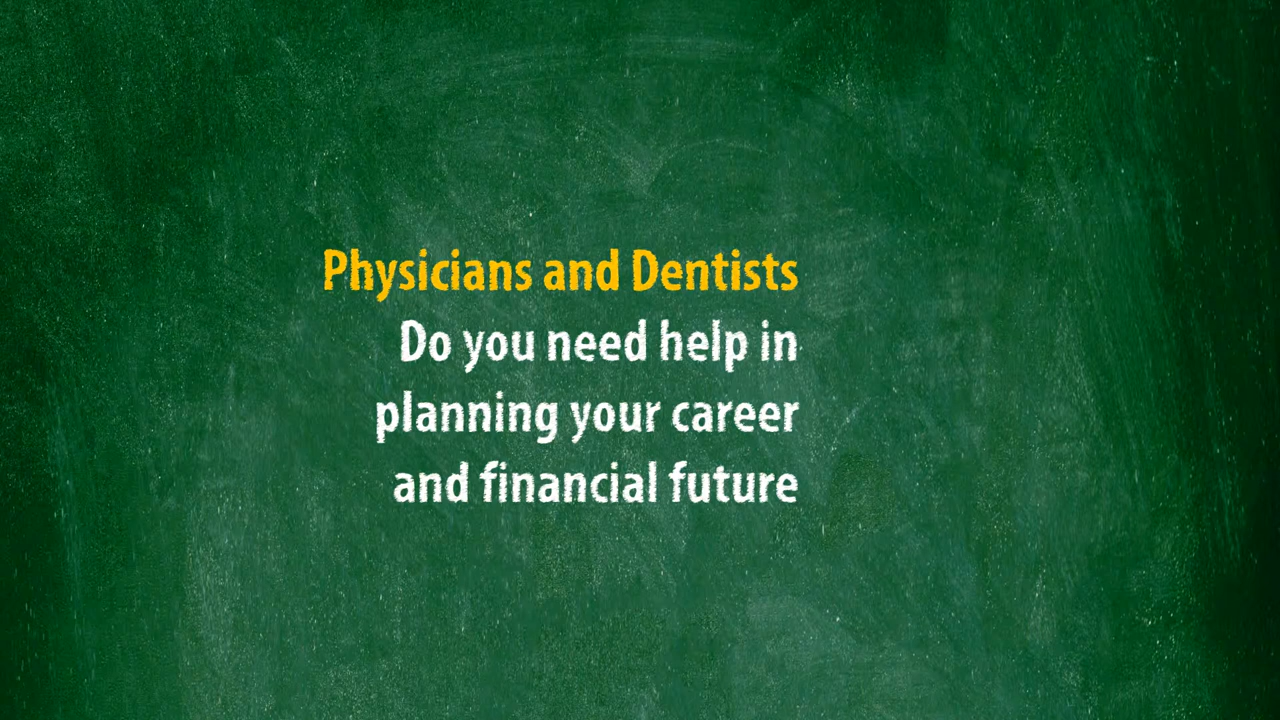 Physicians and Dentists
Do you need help in
planning your career
and financial future